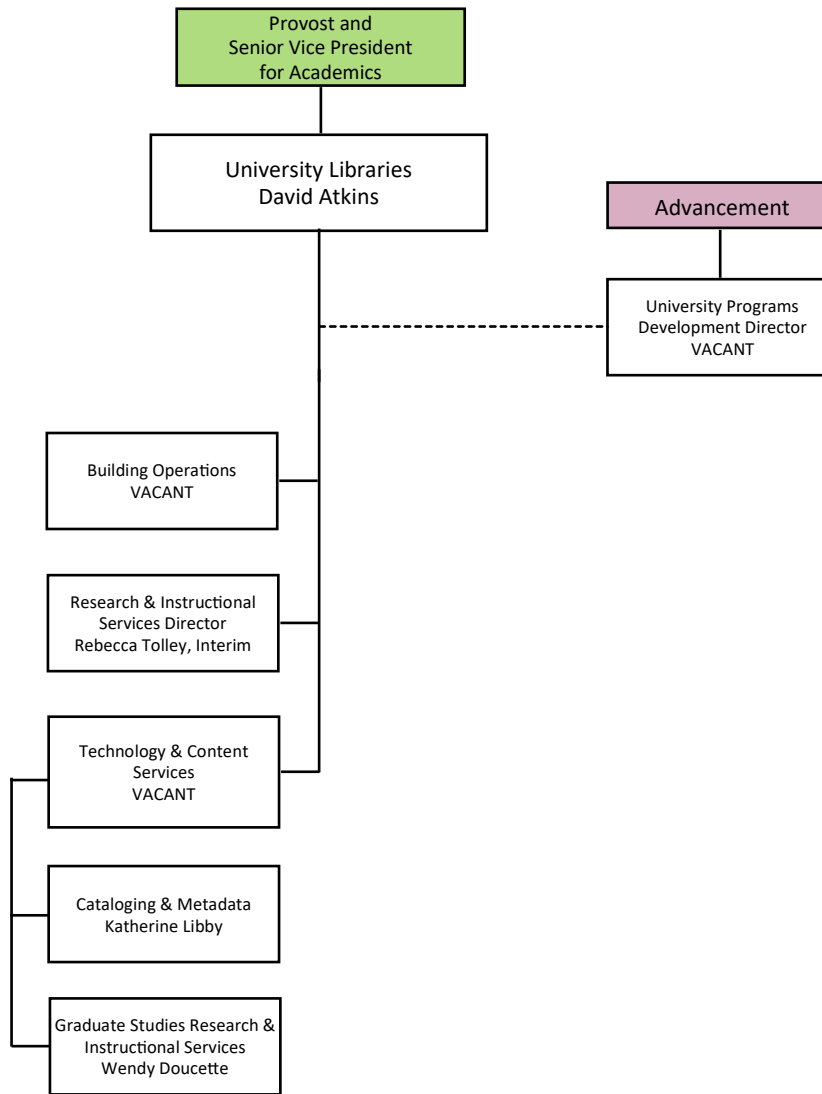 Provost and
Senior Vice President
for Academics
University Libraries
David Atkins
Advancement
University Programs
Development Director
VACANT
Building Operations
VACANT
Research & Instructional
Services Director
Rebecca Tolley, Interim
Technology & Content
Services
VACANT
Cataloging & Metadata
Katherine Libby
Graduate Studies Research &
Instructional Services
Wendy Doucette